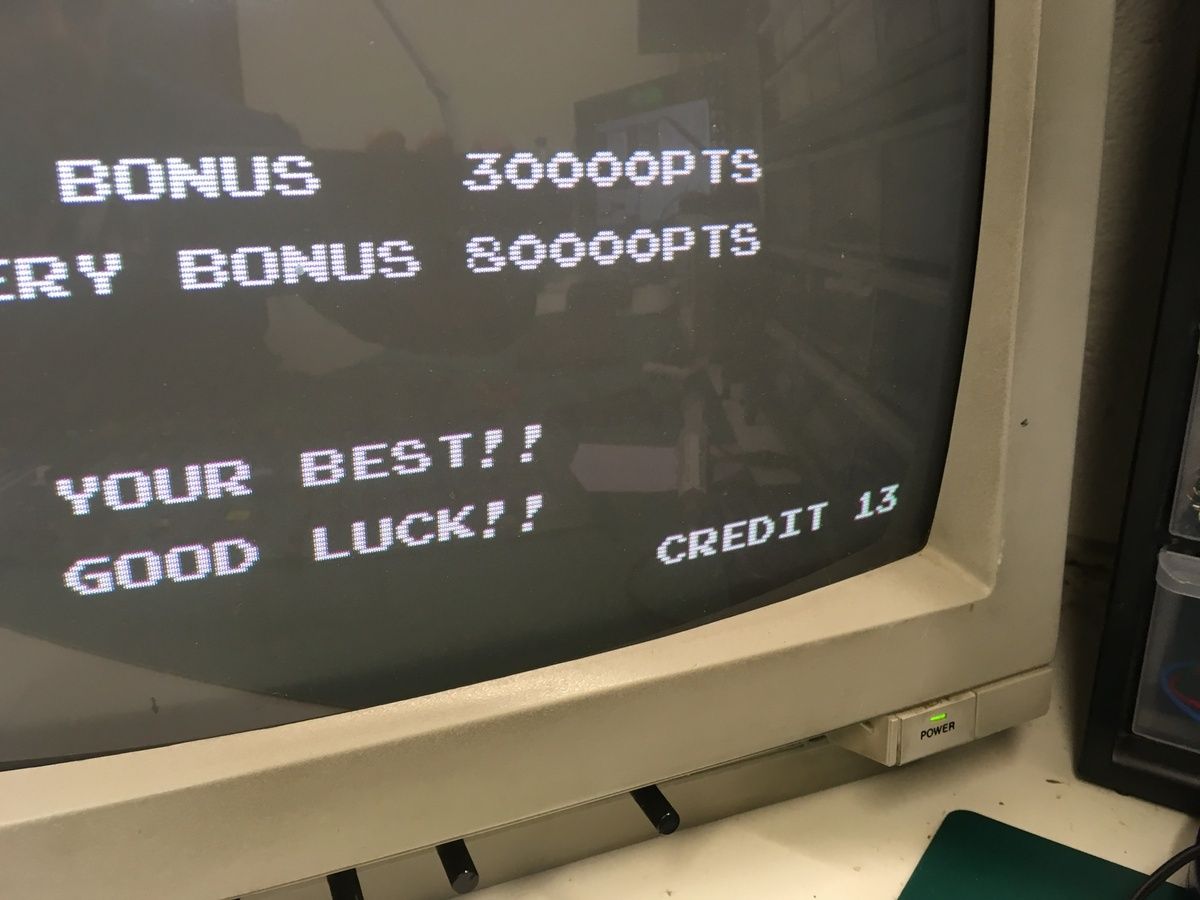 BONUS 30000PTS
ERY BONUS 80000PTS
YOUR BEST!!
GOOD LUCK!!
CREDIT 13
POWER